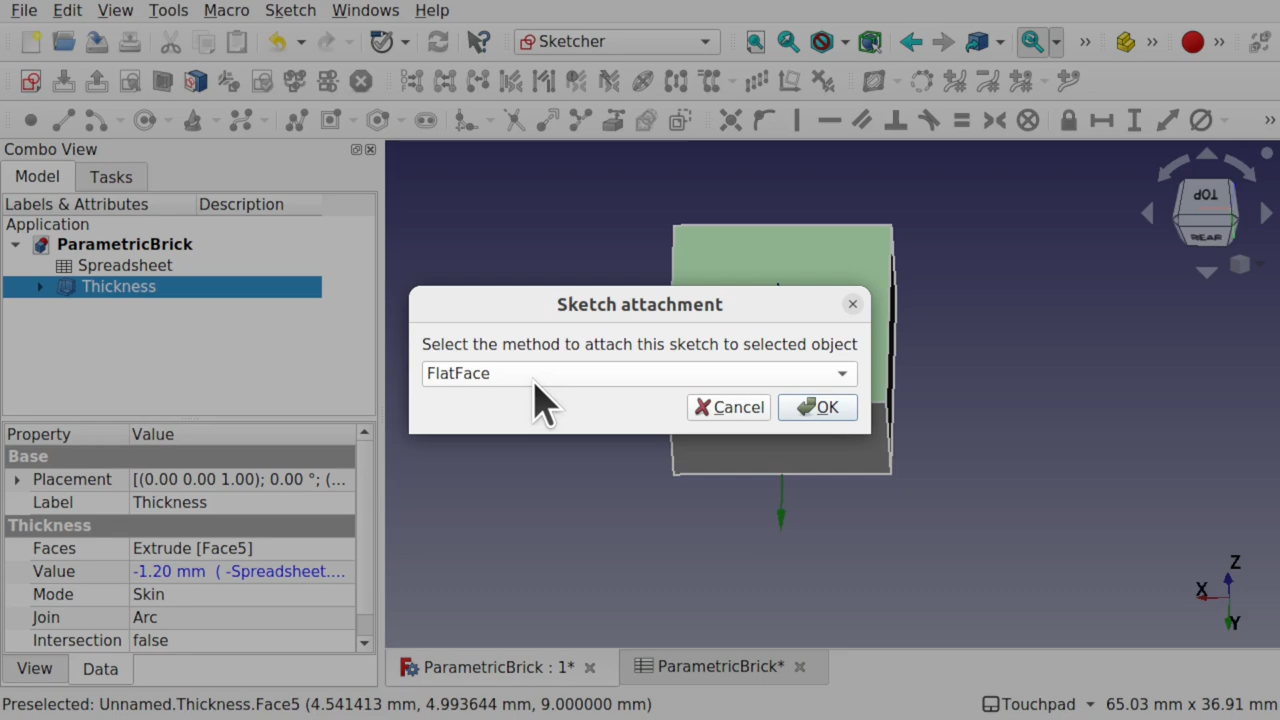 File Edit View Tools Macro Sketch Windows Help
Sketcher
Combo View
Model Tasks
Labels & Attributes Description
Application
ParametricBrick
Spreadsheet
Thickness
TOP
REAR
Sketch attachment
Select the method to attach this sketch to selected object
FlatFace
Cancel OK
Property Value
Base
Placement [(0.00 0.00 1.00); 0.00 °; (...
Label Thickness
Thickness
Faces Extrude [Face5]
Value -1.20 mm ( -Spreadsheet....
Mode Skin
Join Arc
Intersection false
Z
X
Y
View Data
ParametricBrick : 1* ParametricBrick*
Preselected: Unnamed.Thickness.Face5 (4.541413 mm, 4.993644 mm, 9.000000 mm) Touchpad 65.03 mm x 36.91 mm